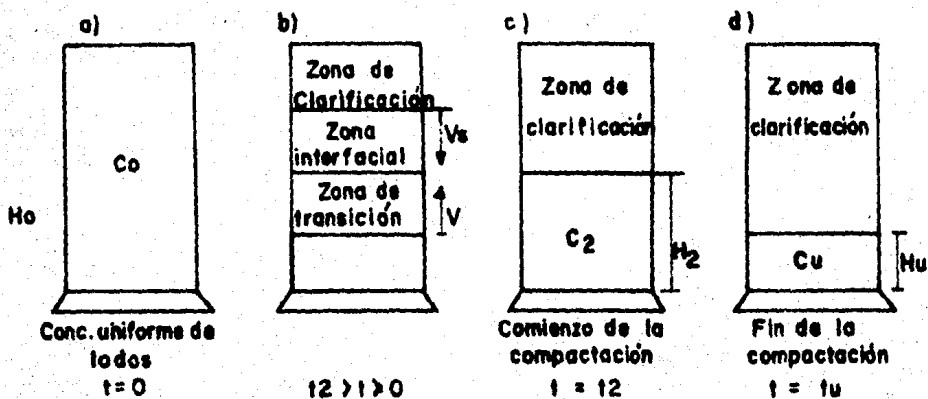 a)
Co
Ho
Conc. uniforme de
lodos
t=0
b)
Zona de
Clarificación
Zona
interfacial
Vs
Zona de
transición
V
t2 > t > 0
c)
Zona de
clarificación
C2
H2
Comienzo de la
compactación
t = t2
d)
Zona de
clarificación
Cu
Hu
Fin de la
compactación
t = tu